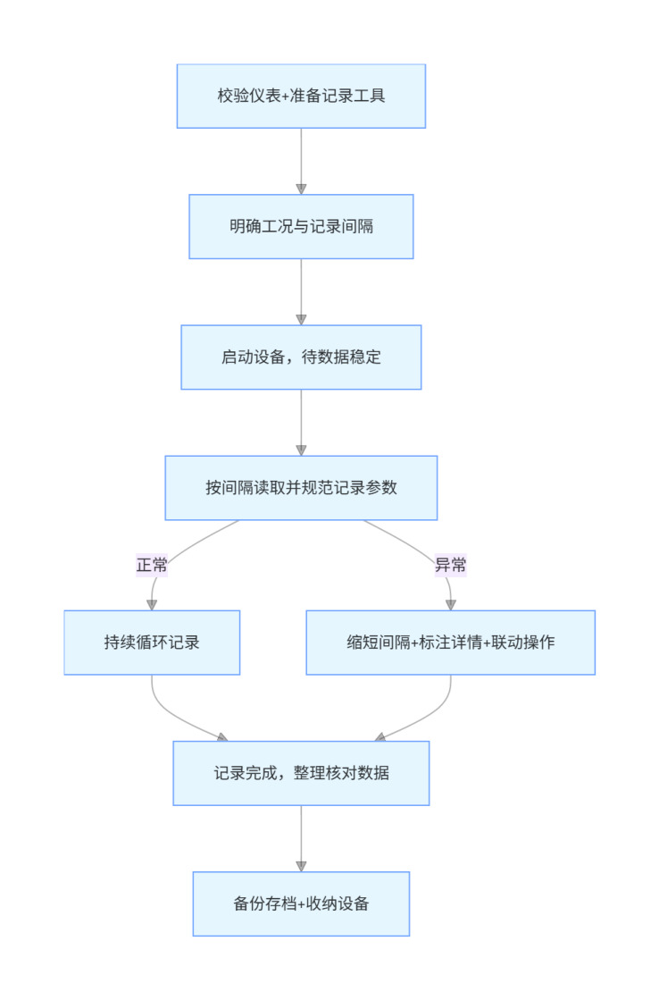 校验仪表+准备记录工具
明确工况与记录间隔
启动设备，待数据稳定
按间隔读取并规范记录参数
正常
异常
持续循环记录
缩短间隔+标注详情+联动操作
记录完成，整理核对数据
备份存档+收纳设备